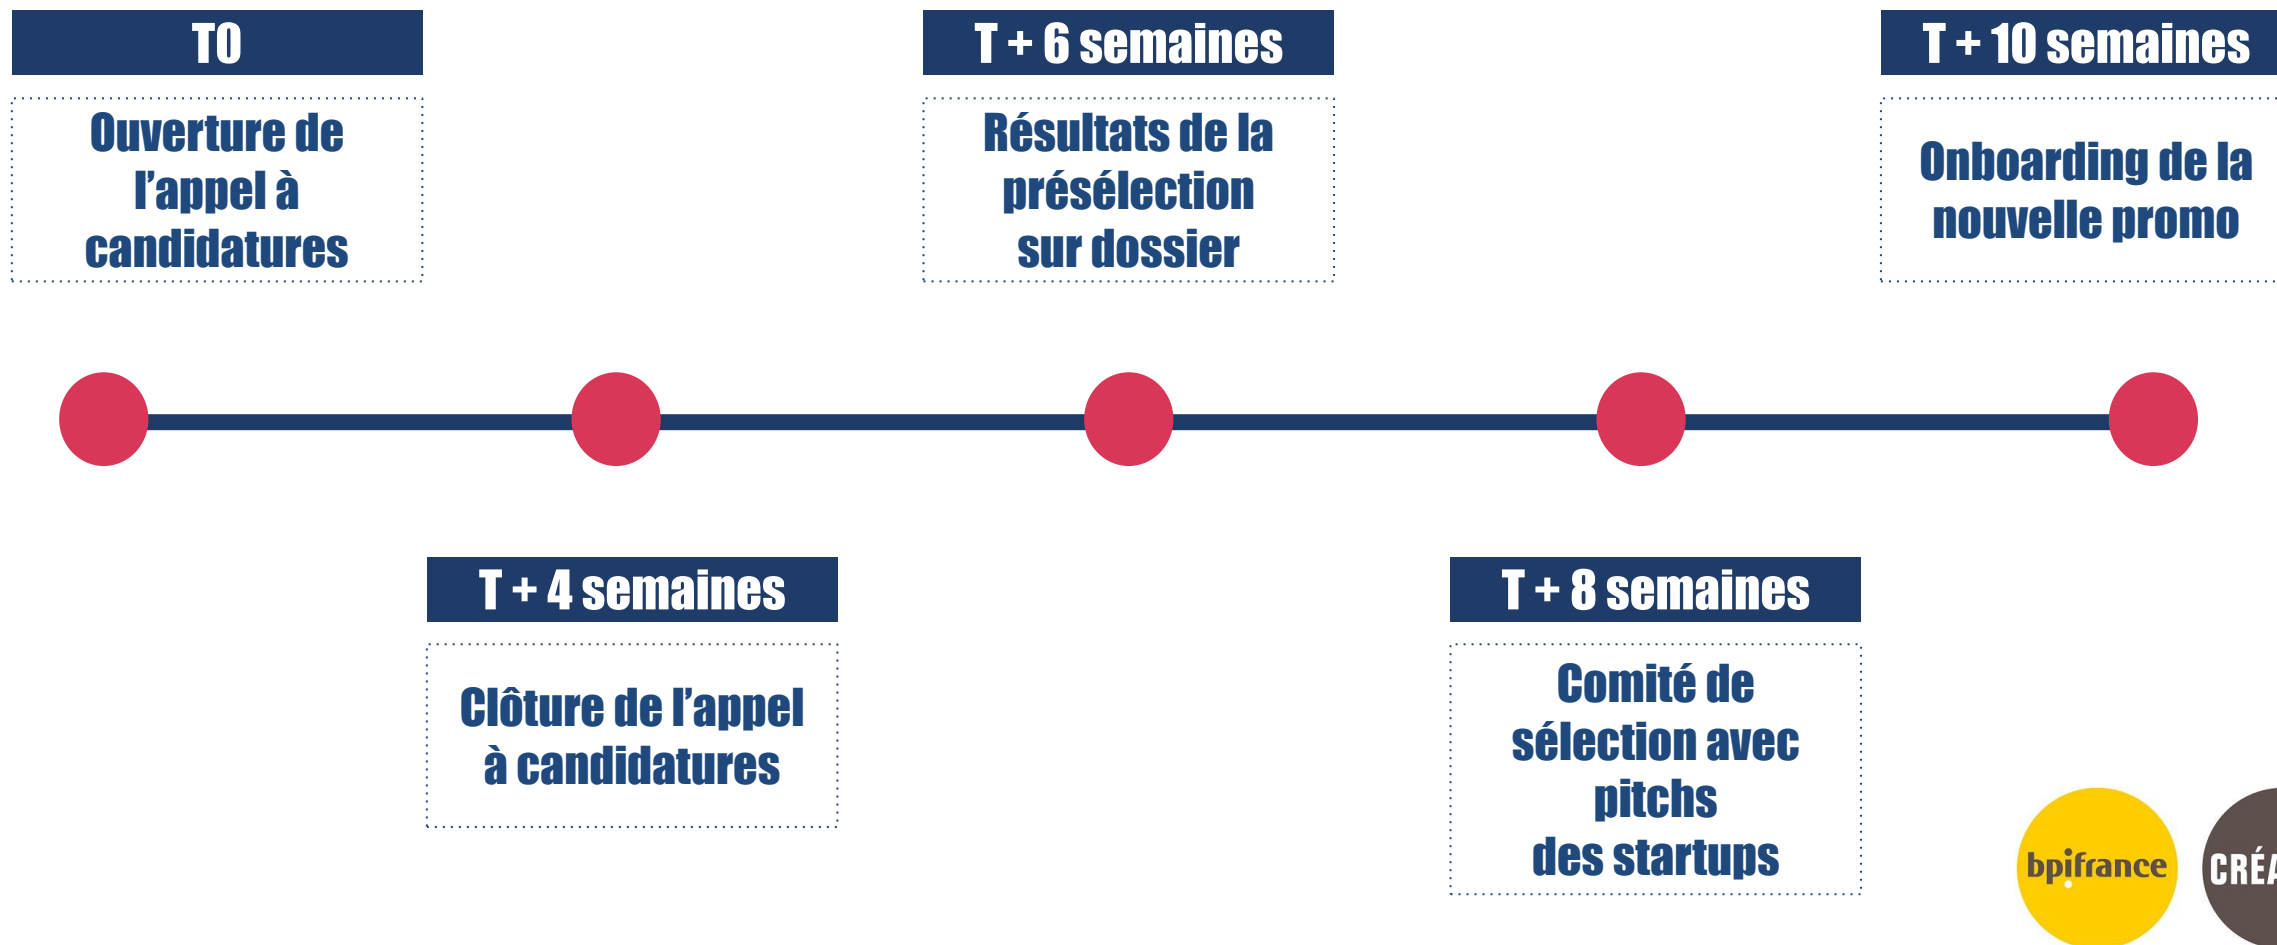 T0
Ouverture de
l’appel à
candidatures
T + 4 semaines
Clôture de l’appel
à candidatures
T + 6 semaines
Résultats de la
présélection
sur dossier
T + 8 semaines
Comité de
sélection avec
pitchs
des startups
T + 10 semaines
Onboarding de la
nouvelle promo
bpifrance